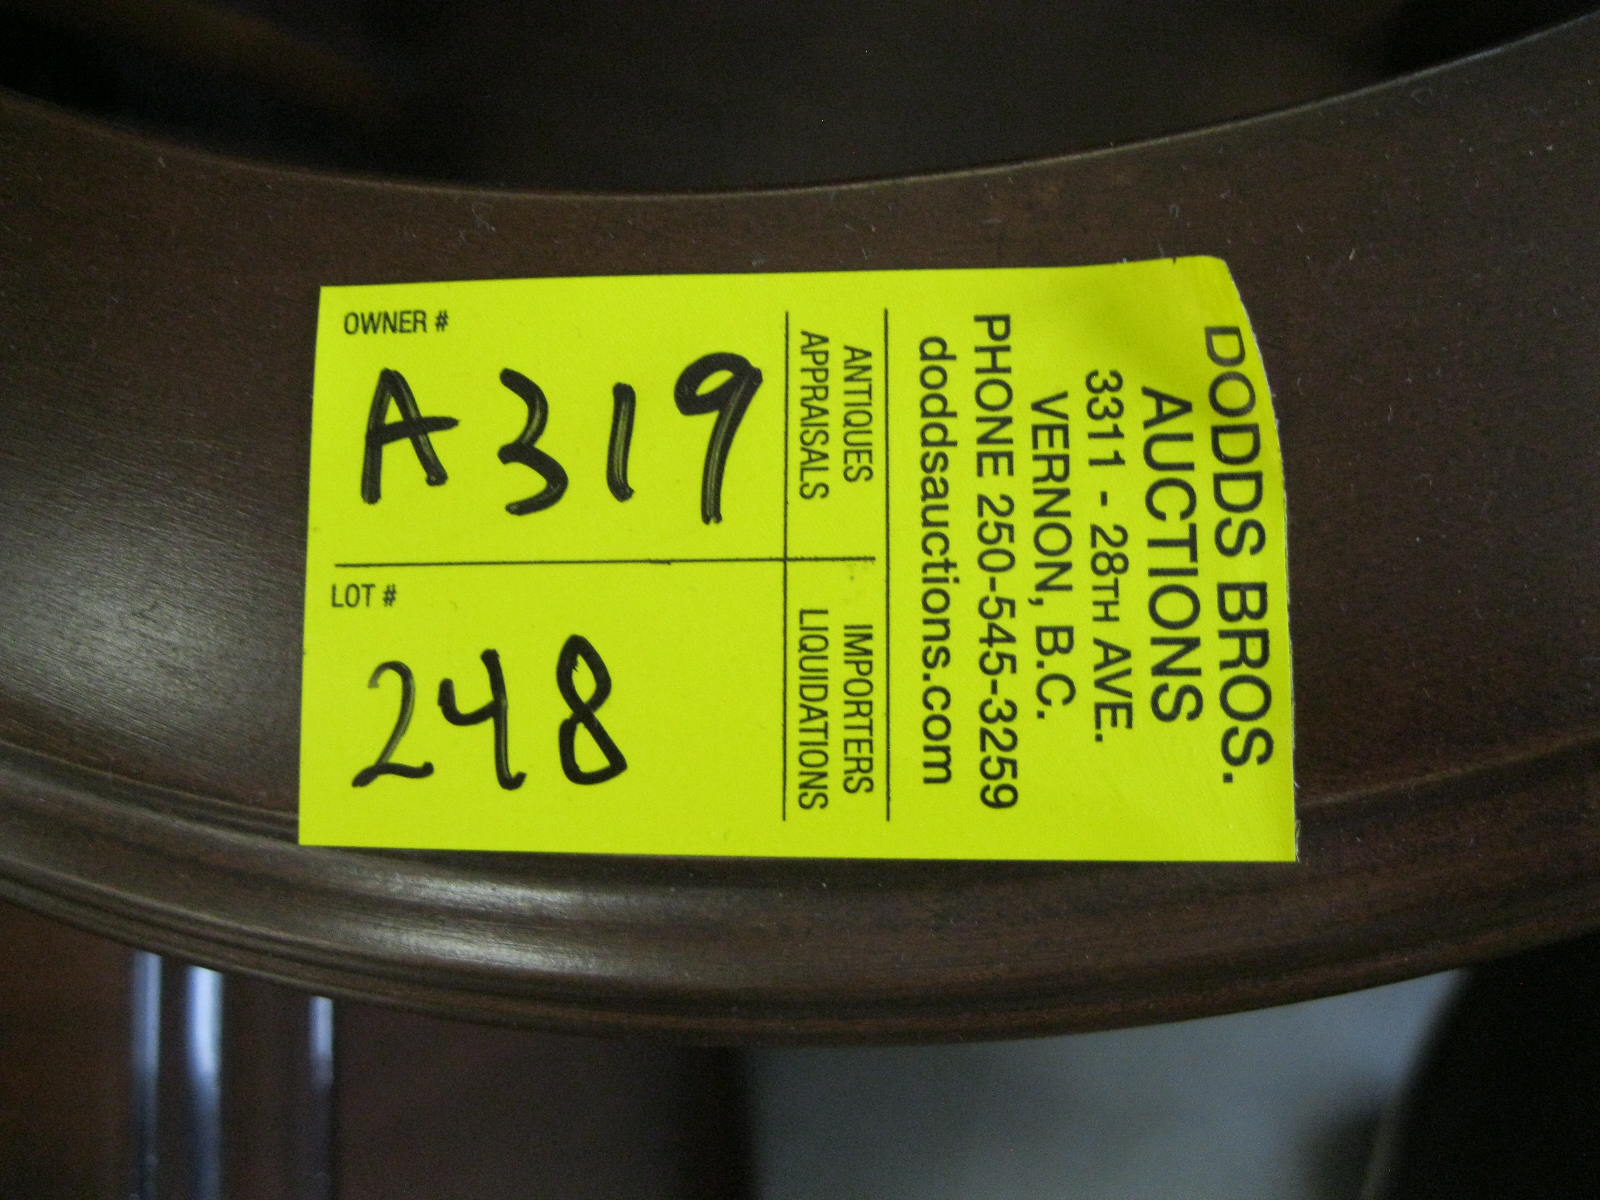 DODDS BROS.
AUCTIONS
3311 - 28TH AVE.
VERNON, B.C.
PHONE 250-545-3259
doddsauctions.com
ANTIQUES
APPRAISALS
IMPORTERS
LIQUIDATIONS
OWNER #
A319
LOT #
248